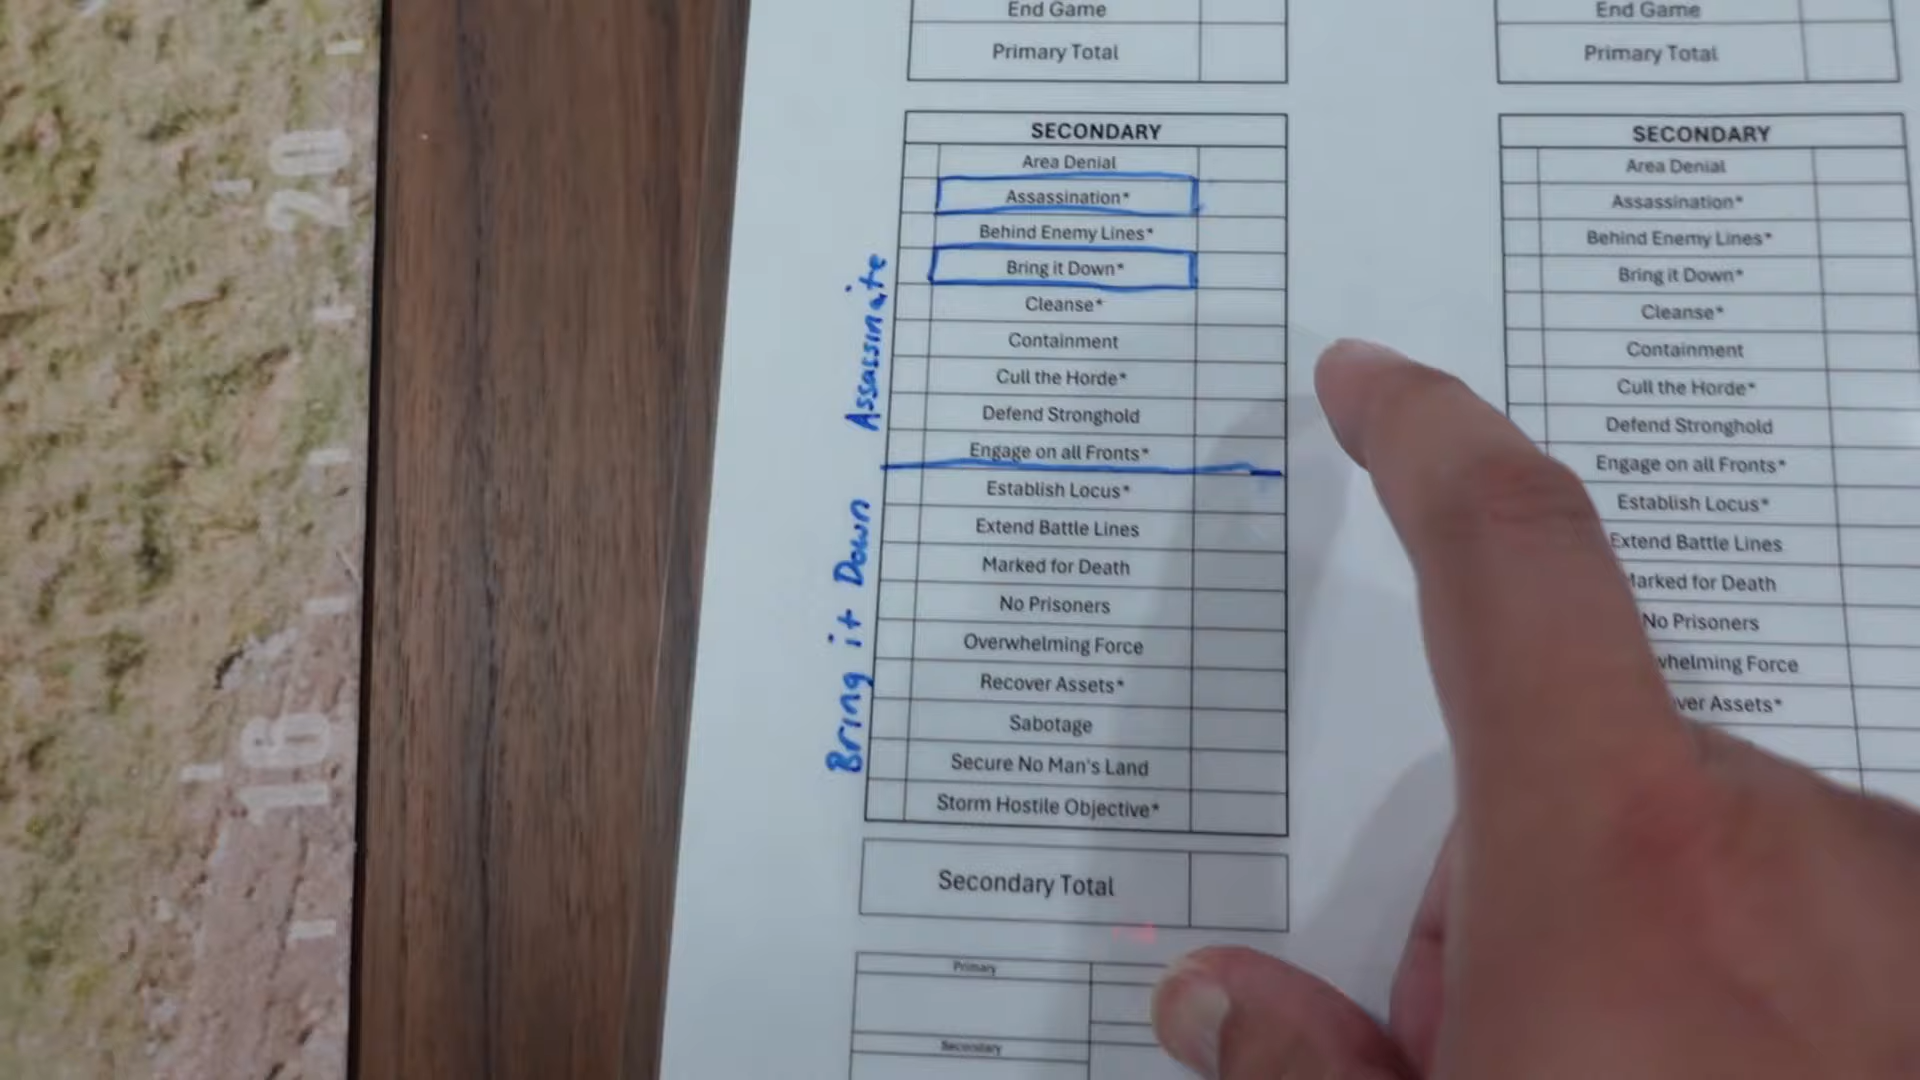 End Game
Primary Total
SECONDARY
Area Denial
Assassination*
Behind Enemy Lines*
Bring it Down*
Cleanse*
Containment
Cull the Horde*
Defend Stronghold
Engage on all Fronts*
Establish Locus*
Extend Battle Lines
Marked for Death
No Prisoners
Overwhelming Force
Recover Assets*
Sabotage
Secure No Man's Land
Storm Hostile Objective*
Secondary Total
Primary
Secondary
Bring it Down Assassinate
End Game
Primary Total
SECONDARY
Area Denial
Assassination*
Behind Enemy Lines*
Bring it Down*
Cleanse*
Containment
Cull the Horde*
Defend Stronghold
Engage on all Fronts*
Establish Locus*
Extend Battle Lines
Marked for Death
No Prisoners
whelming Force
ver Assets*
20
16